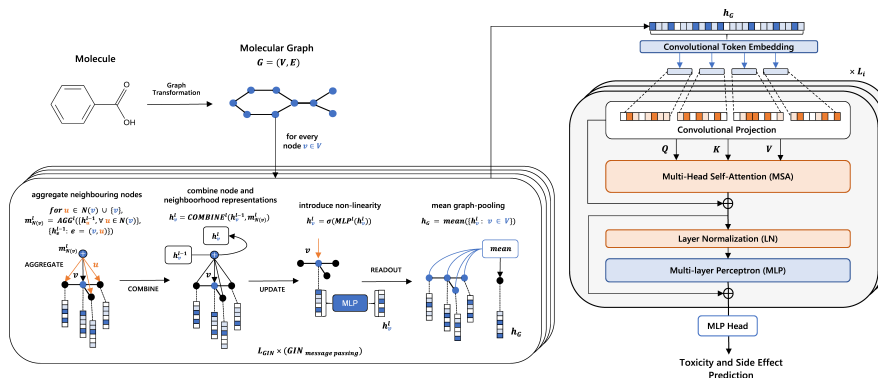 Molecule
OH
O
Graph
Transformation
Molecular Graph
G = (V, E)
for every
node v ∈ V
aggregate neighbouring nodes
for u ∈ N(v) ∪ {v},
m^l_{N(v)} = AGG^l({h^{l-1}_u, ∀ u ∈ N(v)},
{h^{l-1}_e: e = (v, u)})
m^l_{N(v)}
AGGREGATE
v
u
COMBINE
combine node and
neighborhood representations
h^l_v = COMBINE^l(h^{l-1}_v, m^l_{N(v)})
h^l_v
h^{l-1}_v
v
UPDATE
introduce non-linearity
h^l_v = σ(MLP^l(h^l_v))
v
MLP
h^l_v
READOUT
mean graph-pooling
h_G = mean({h^l_v: v ∈ V})
mean
h_G
L_GIN × (GIN message passing)
h_G
Convolutional Token Embedding
× L_i
Convolutional Projection
Q
K
V
Multi-Head Self-Attention (MSA)
Layer Normalization (LN)
Multi-layer Perceptron (MLP)
MLP Head
Toxicity and Side Effect
Prediction